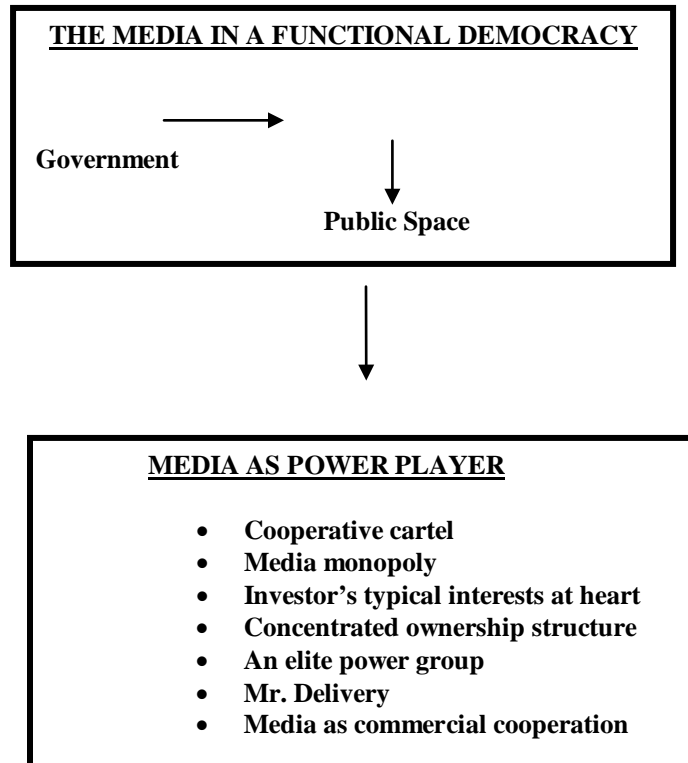 THE MEDIA IN A FUNCTIONAL DEMOCRACY
Government
Public Space
MEDIA AS POWER PLAYER
• Cooperative cartel
• Media monopoly
• Investor’s typical interests at heart
• Concentrated ownership structure
• An elite power group
• Mr. Delivery
• Media as commercial cooperation